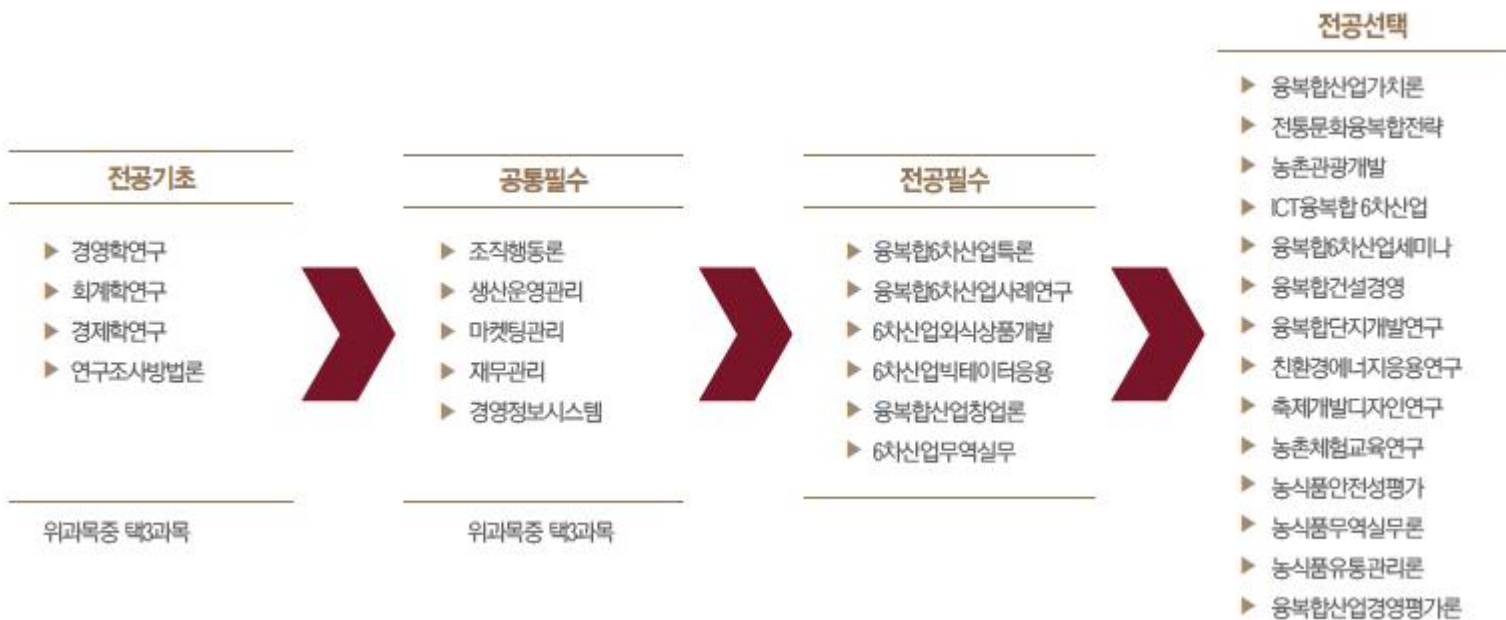 전공기초
경영학연구
회계학연구
경제학연구
연구조사방법론
위과목중 택3과목
공통필수
조직행동론
생산운영관리
마켓팅관리
재무관리
경영정보시스템
위과목중 택3과목
전공필수
융복합6차산업특론
융복합6차산업사례연구
6차산업외식상품개발
6차산업빅테이터응용
융복합산업창업론
6차산업무역실무
전공선택
융복합산업가치론
전통문화융복합전략
농촌관광개발
ICT융복합 6차산업
융복합6차산업세미나
융복합건설경영
융복합단지개발연구
친환경에너지응용연구
축제개발디자인연구
농촌체험교육연구
농식품안전성평가
농식품무역실무론
농식품유통관리론
융복합산업경영평가론